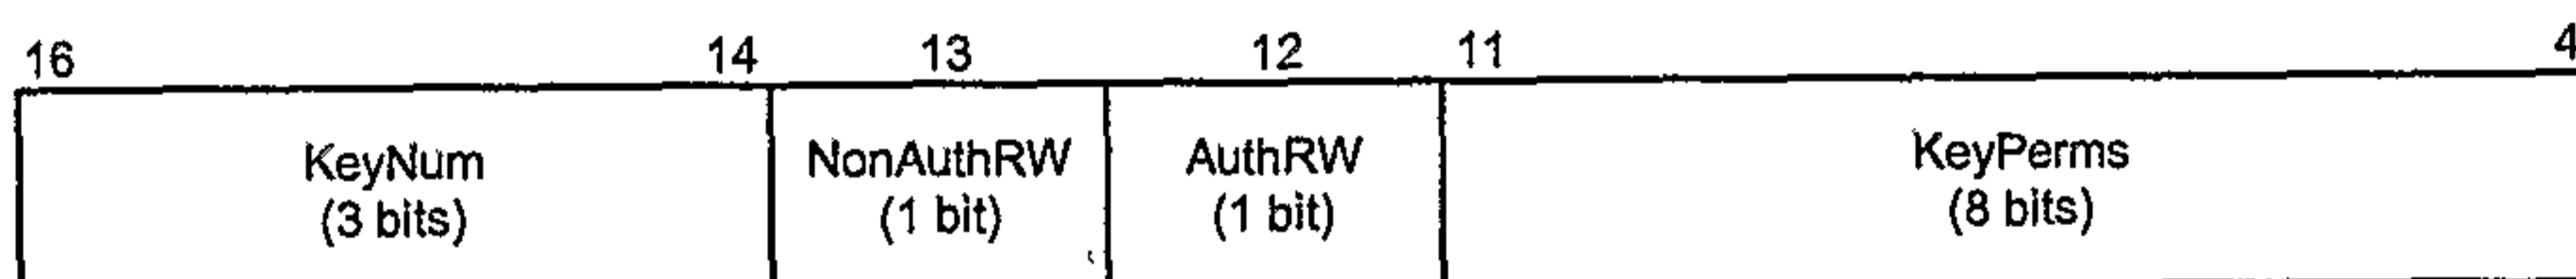 16 14 13 12 11 4
KeyNum NonAuthRW AuthRW KeyPerms
(3 bits) (1 bit) (1 bit) (8 bits)